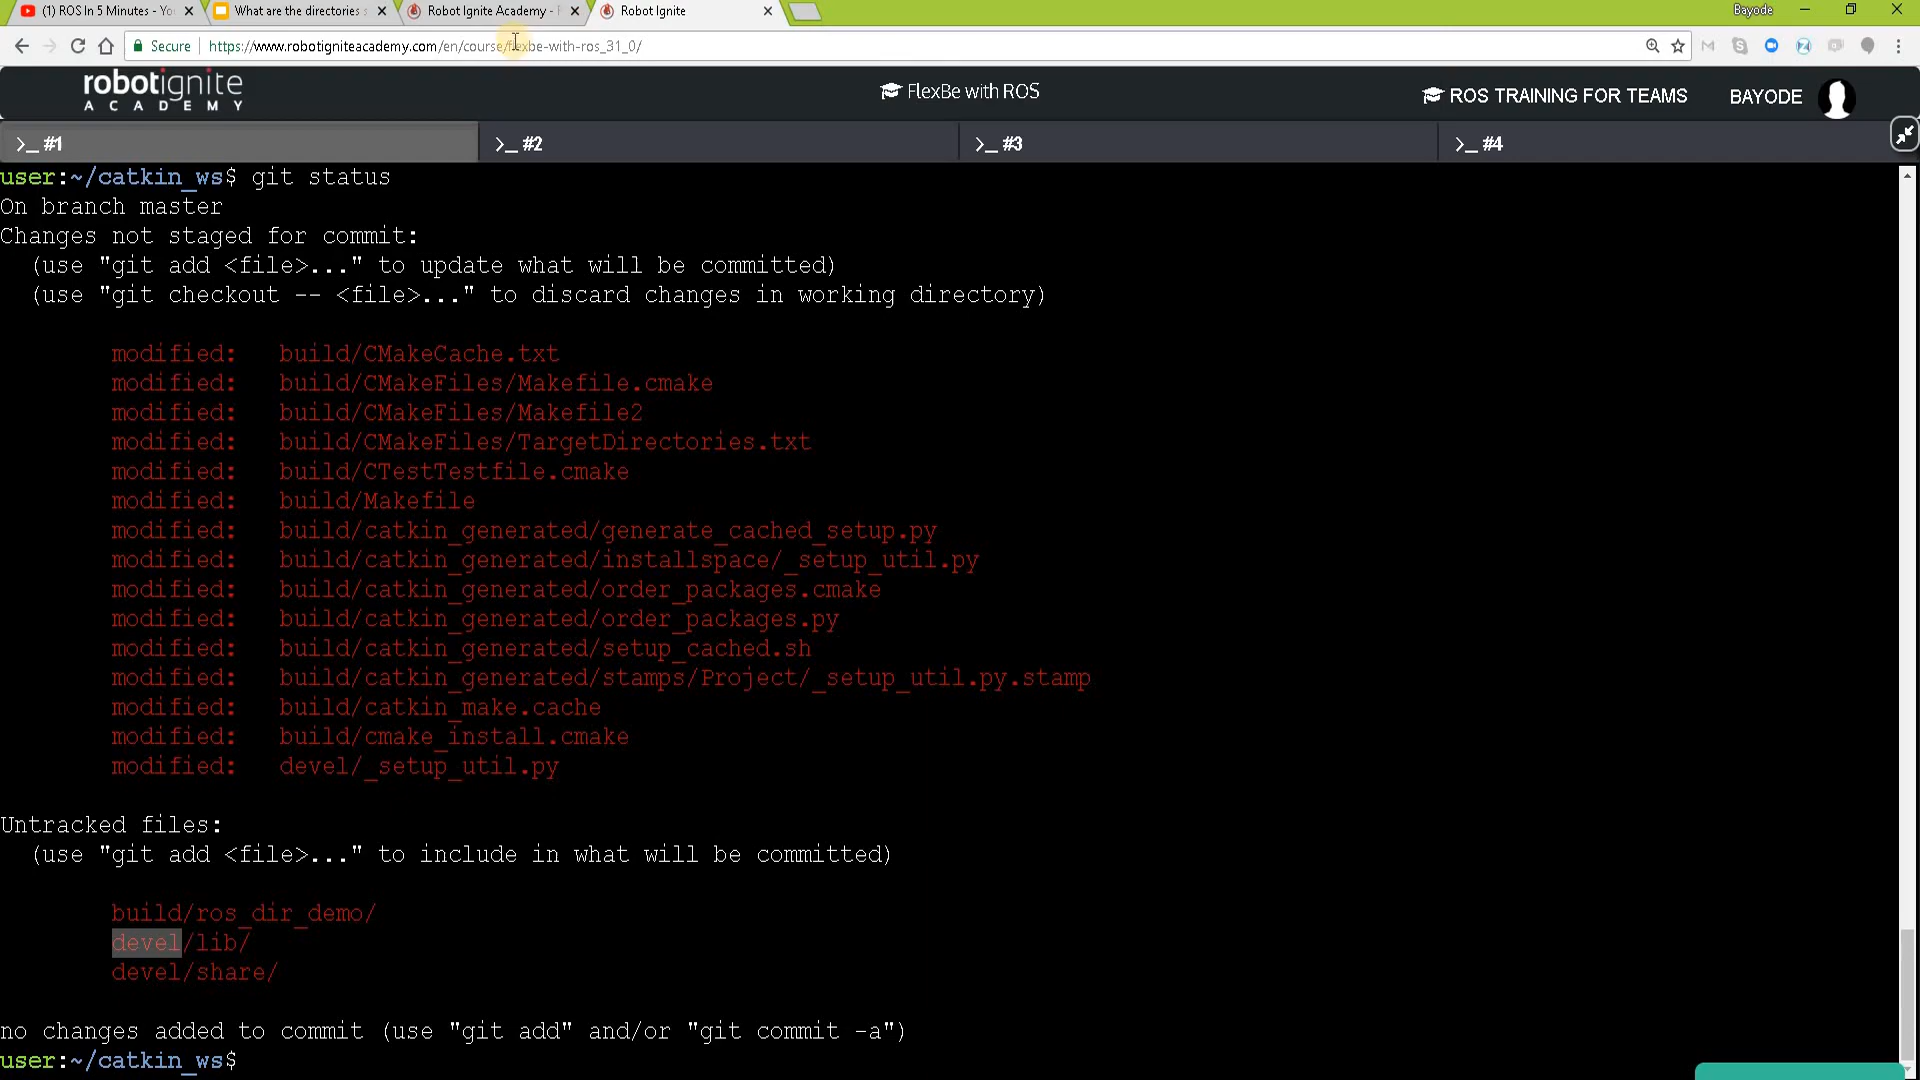 (1) ROS In 5 Minutes - Yo
What are the directories
Robot Ignite Academy -
Robot Ignite
Bayode
Secure
https://www.robotigniteacademy.com/en/course/flexbe-with-ros_31_0/
robotignite
ACADEMY
FlexBe with ROS
ROS TRAINING FOR TEAMS
BAYODE
>_ #1
>_ #2
>_ #3
>_ #4
user:~/catkin_ws$ git status
On branch master
Changes not staged for commit:
(use "git add <file>..." to update what will be committed)
(use "git checkout -- <file>..." to discard changes in working directory)
modified: build/CMakeCache.txt
modified: build/CMakeFiles/Makefile.cmake
modified: build/CMakeFiles/Makefile2
modified: build/CMakeFiles/TargetDirectories.txt
modified: build/CTestTestfile.cmake
modified: build/Makefile
modified: build/catkin_generated/generate_cached_setup.py
modified: build/catkin_generated/installspace/_setup_util.py
modified: build/catkin_generated/order_packages.cmake
modified: build/catkin_generated/order_packages.py
modified: build/catkin_generated/setup_cached.sh
modified: build/catkin_generated/stamps/Project/_setup_util.py.stamp
modified: build/catkin_make.cache
modified: build/cmake_install.cmake
modified: devel/_setup_util.py
Untracked files:
(use "git add <file>..." to include in what will be committed)
build/ros_dir_demo/
devel/lib/
devel/share/
no changes added to commit (use "git add" and/or "git commit -a")
user:~/catkin_ws$